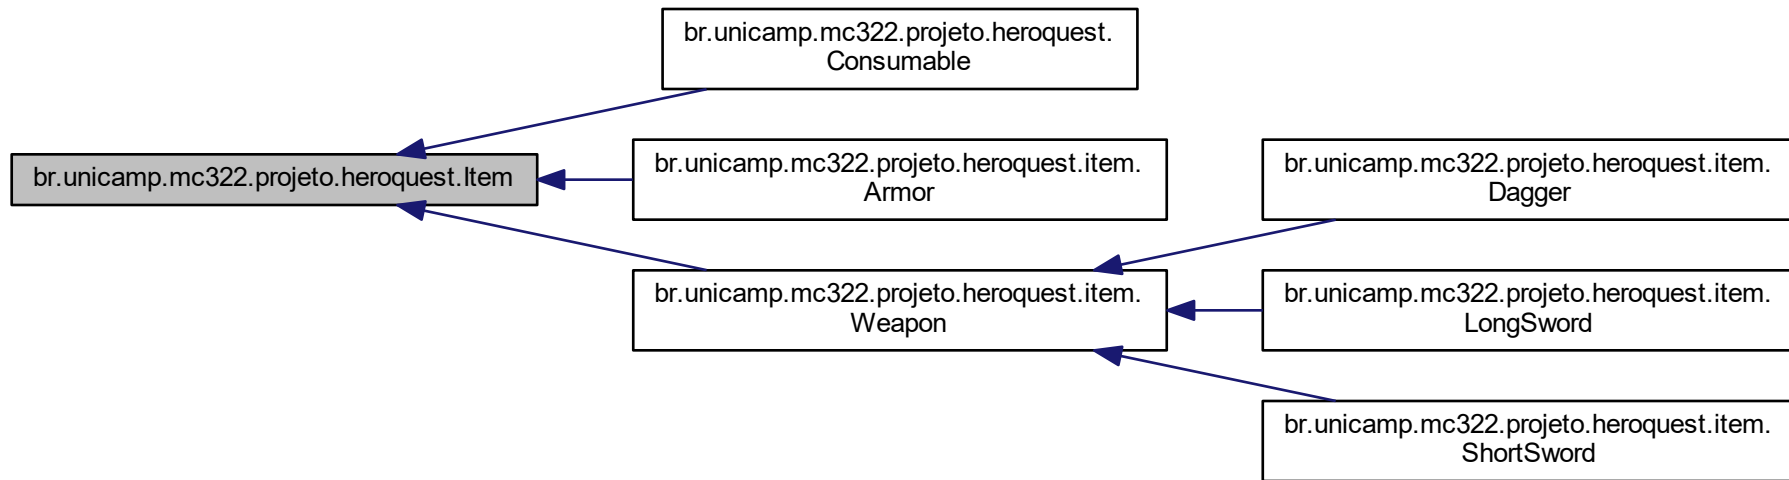 br.unicamp.mc322.projeto.heroquest.Item
br.unicamp.mc322.projeto.heroquest.
Consumable
br.unicamp.mc322.projeto.heroquest.item.
Armor
br.unicamp.mc322.projeto.heroquest.item.
Weapon
br.unicamp.mc322.projeto.heroquest.item.
Dagger
br.unicamp.mc322.projeto.heroquest.item.
LongSword
br.unicamp.mc322.projeto.heroquest.item.
ShortSword